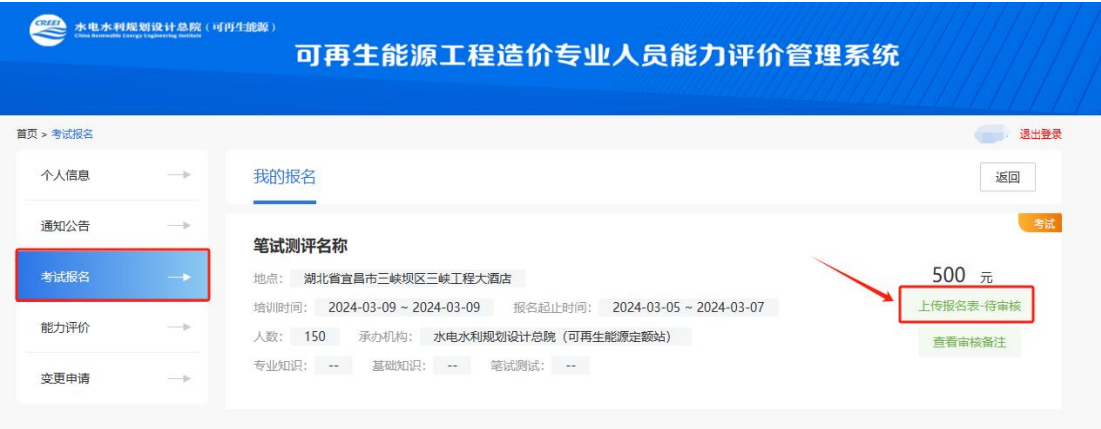 CREEI
水电水利规划设计总院（可再生能源）
China Renewable Energy Engineering Institute
可再生能源工程造价专业人员能力评价管理系统
首页 > 考试报名
退出登录
个人信息
我的报名
返回
通知公告
考试
笔试测评名称
考试报名
地点： 湖北省宜昌市三峡坝区三峡工程大酒店
500 元
培训时间： 2024-03-09 ~ 2024-03-09 报名起止时间： 2024-03-05 ~ 2024-03-07
上传报名表-待审核
能力评价
人数： 150 承办机构： 水电水利规划设计总院（可再生能源定额站）
查看审核备注
专业知识： -- 基础知识： -- 笔试测试： --
变更申请